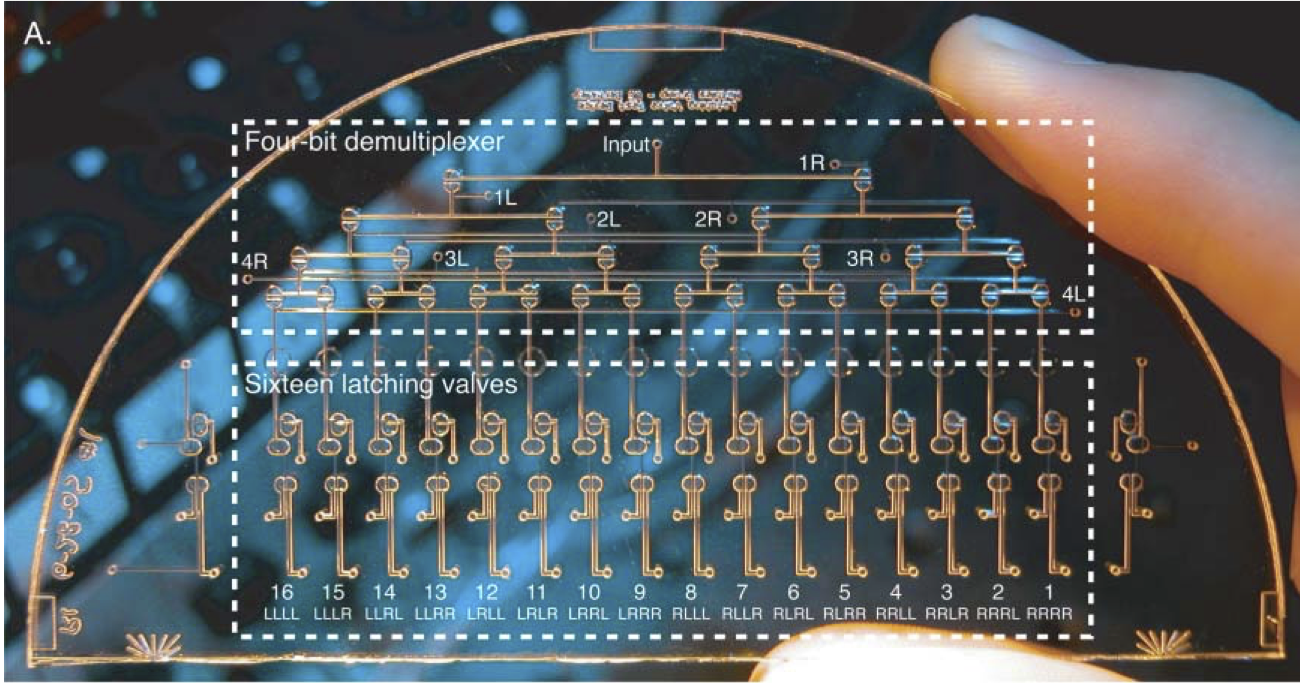 A.
Four-bit demultiplexer
Input
1R
1L
2L
2R
4R
3L
3R
4L
Sixteen latching valves
16 15 14 13 12 11 10 9 8 7 6 5 4 3 2 1
LLLL LLLR LLRL LLRR LRLL LRLR LRRL LRRR RLLL RLLR RLRL RLRR RRLL RRLR RRRL RRRR